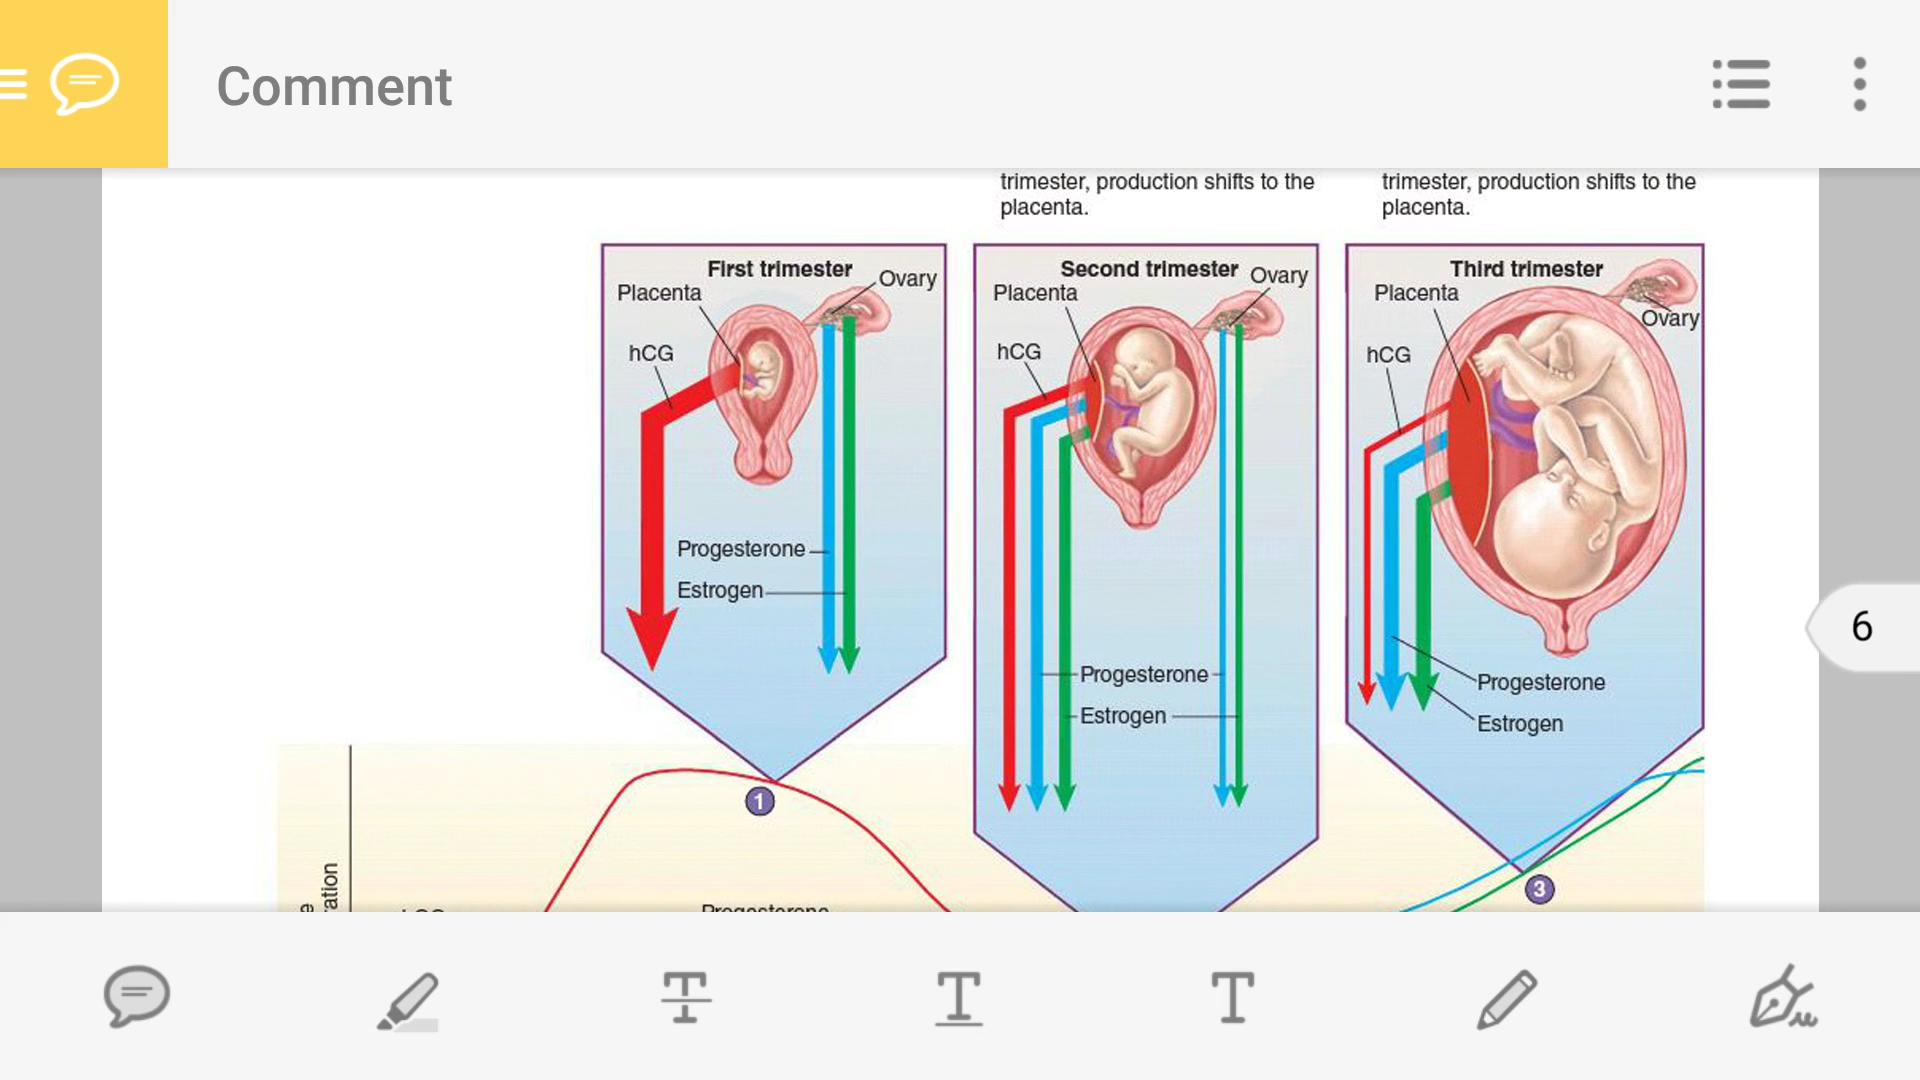 Comment
trimester, production shifts to the
placenta.
trimester, production shifts to the
placenta.
First trimester
Ovary
Placenta
hCG
Progesterone
Estrogen
1
Second trimester
Ovary
Placenta
hCG
Progesterone
Estrogen
Third trimester
Placenta
Ovary
hCG
Progesterone
Estrogen
3
6
Progesterone